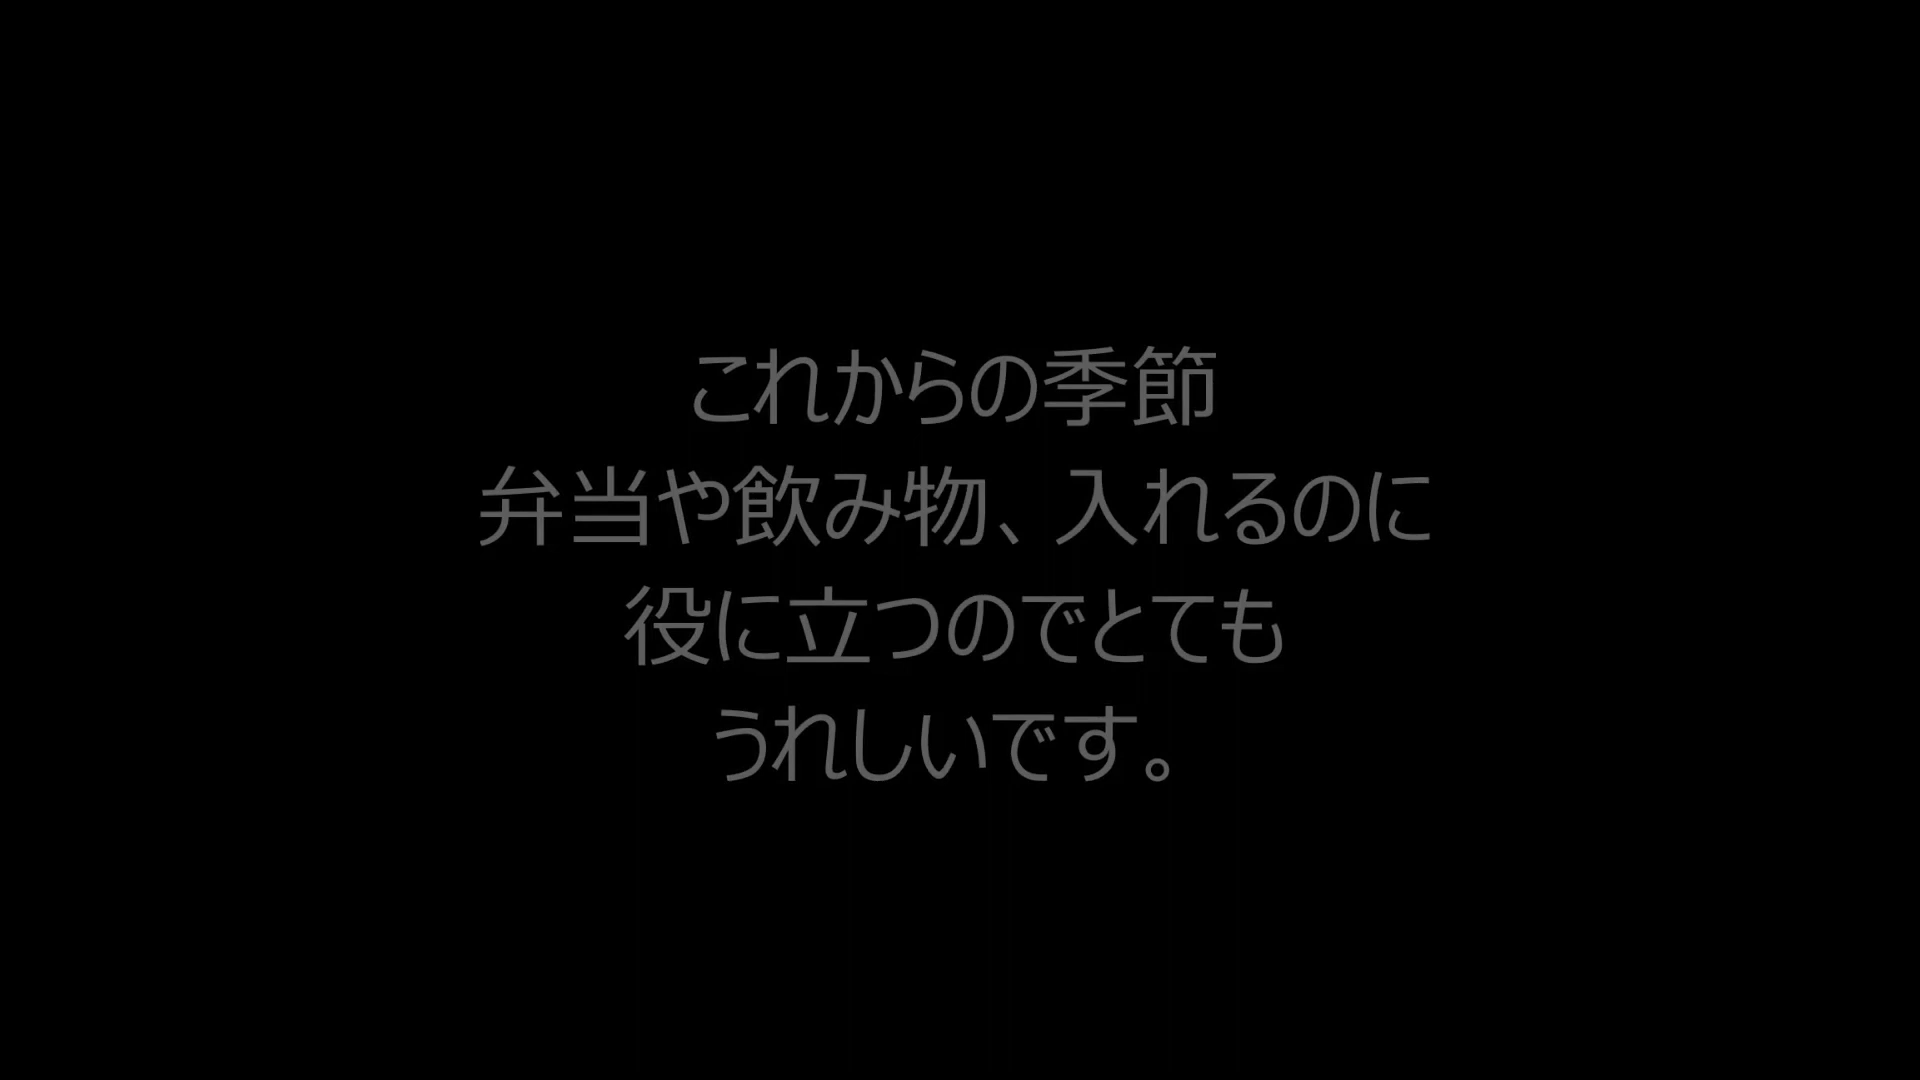 これからの季節
弁当や飲み物、入れるのに
役に立つのでとても
うれしいです。